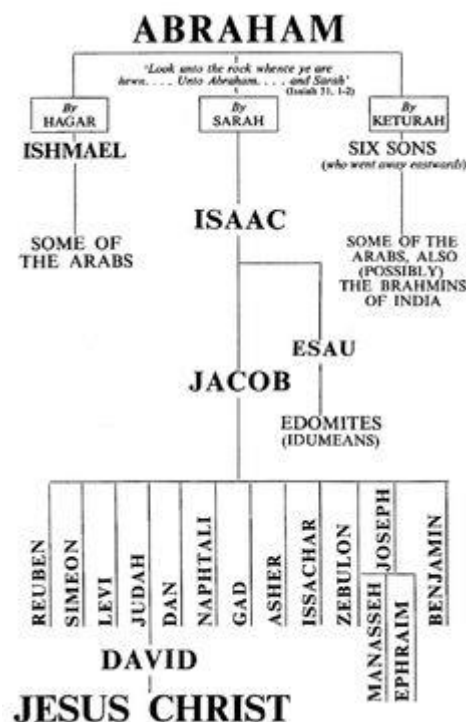 ABRAHAM
'Look unto the rock whence ye are
hewn. . . . Unto Abraham. . . . and Sarah'
(Isaiah 51, 1-2)
By
HAGAR
By
SARAH
By
KETURAH
ISHMAEL
SIX SONS
(who went away eastwards)
ISAAC
SOME OF
THE ARABS
SOME OF THE
ARABS, ALSO
(POSSIBLY)
THE BRAHMINS
OF INDIA
ESAU
JACOB
EDOMITES
(IDUMEANS)
REUBEN
SIMEON
LEVI
JUDAH
DAN
NAPHTALI
GAD
ASHER
ISSACHAR
ZEBULON
JOSEPH
MANASSEH
EPHRAIM
BENJAMIN
DAVID
JESUS CHRIST